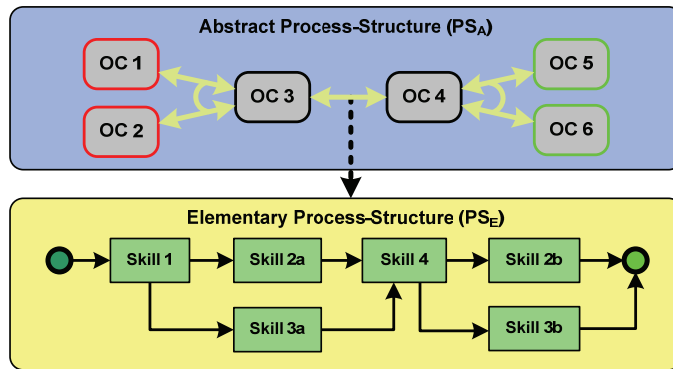 Abstract Process-Structure (PSA)
OC 1
OC 5
OC 3
OC 4
OC 2
OC 6
Elementary Process-Structure (PSE)
Skill 1
Skill 2a
Skill 4
Skill 2b
Skill 3a
Skill 3b